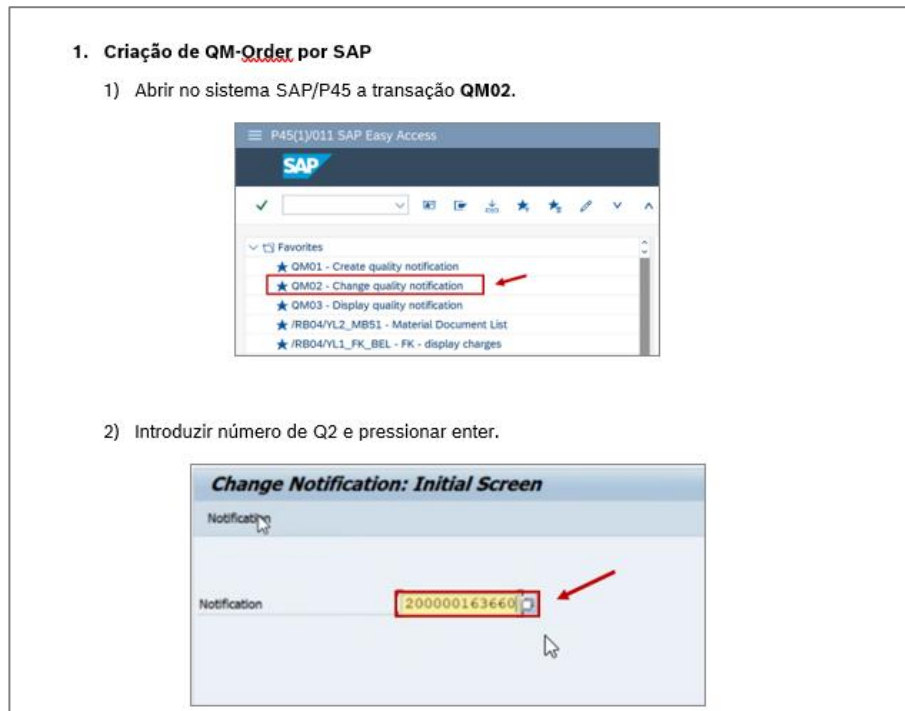 1. Criação de QM-Order por SAP
1) Abrir no sistema SAP/P45 a transação QM02.
P45(1)/011 SAP Easy Access
SAP
Favorites
QM01 - Create quality notification
QM02 - Change quality notification
QM03 - Display quality notification
/RB04/YL2_MB51 - Material Document List
/RB04/YL1_FK_BEL - FK - display charges
2) Introduzir número de Q2 e pressionar enter.
Change Notification: Initial Screen
Notification
Notification 200000163660